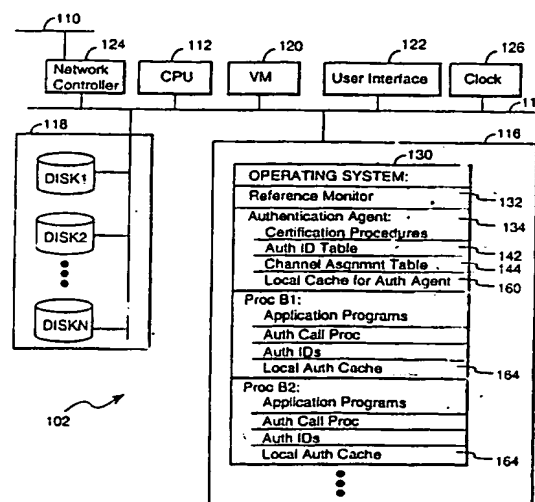 110
124
112
120
122
126
Network
Controller
CPU
VM
User Interface
Clock
11
118
116
DISK1
DISK2
DISKN
102
130
OPERATING SYSTEM:
Reference Monitor
132
Authentication Agent:
134
Certification Procedures
Auth ID Table
142
Channel Asqnmnt Table
144
Local Cache for Auth Agent
160
Proc B1:
Application Programs
Auth Call Proc
Auth IDs
Local Auth Cache
164
Proc B2:
Application Programs
Auth Call Proc
Auth IDs
Local Auth Cache
164